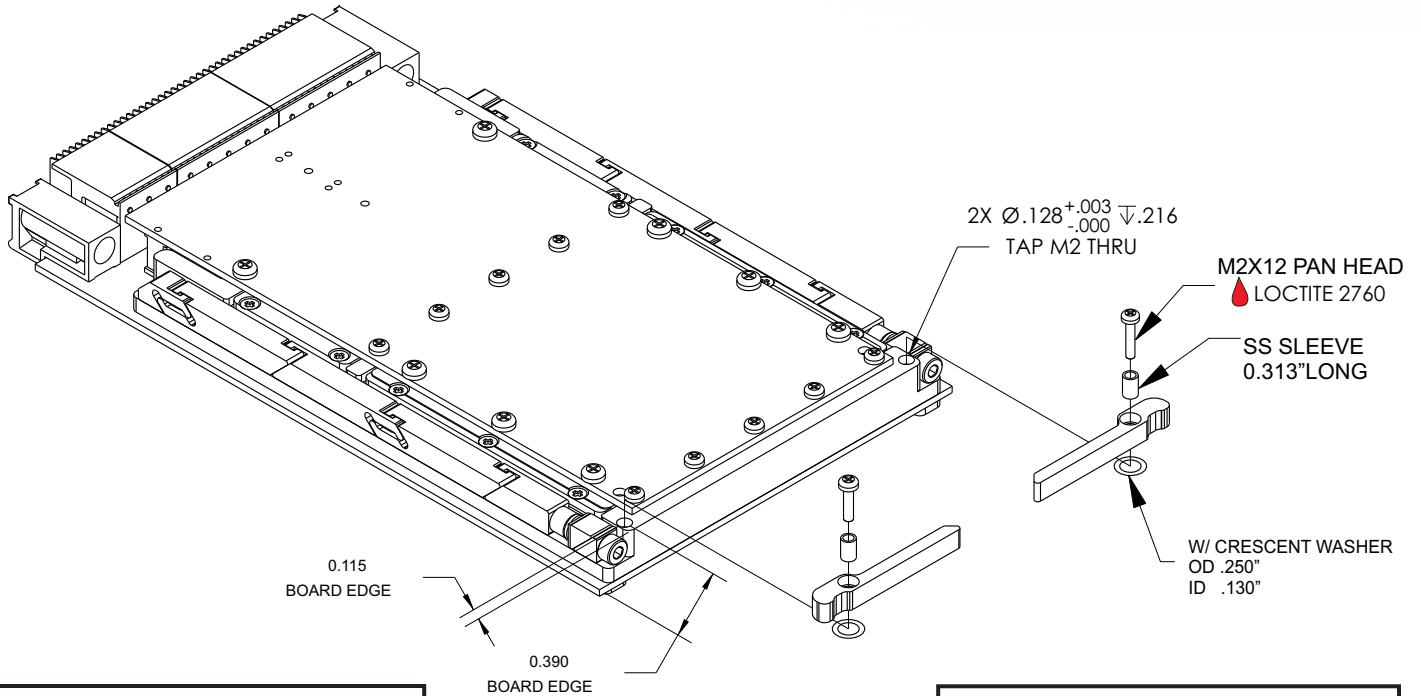 2X Ø.128 +.003 -.000 ↧.216
TAP M2 THRU
M2X12 PAN HEAD
LOCTITE 2760
SS SLEEVE
0.313”LONG
W/ CRESCENT WASHER
OD .250”
ID .130”
0.115
BOARD EDGE
0.390
BOARD EDGE